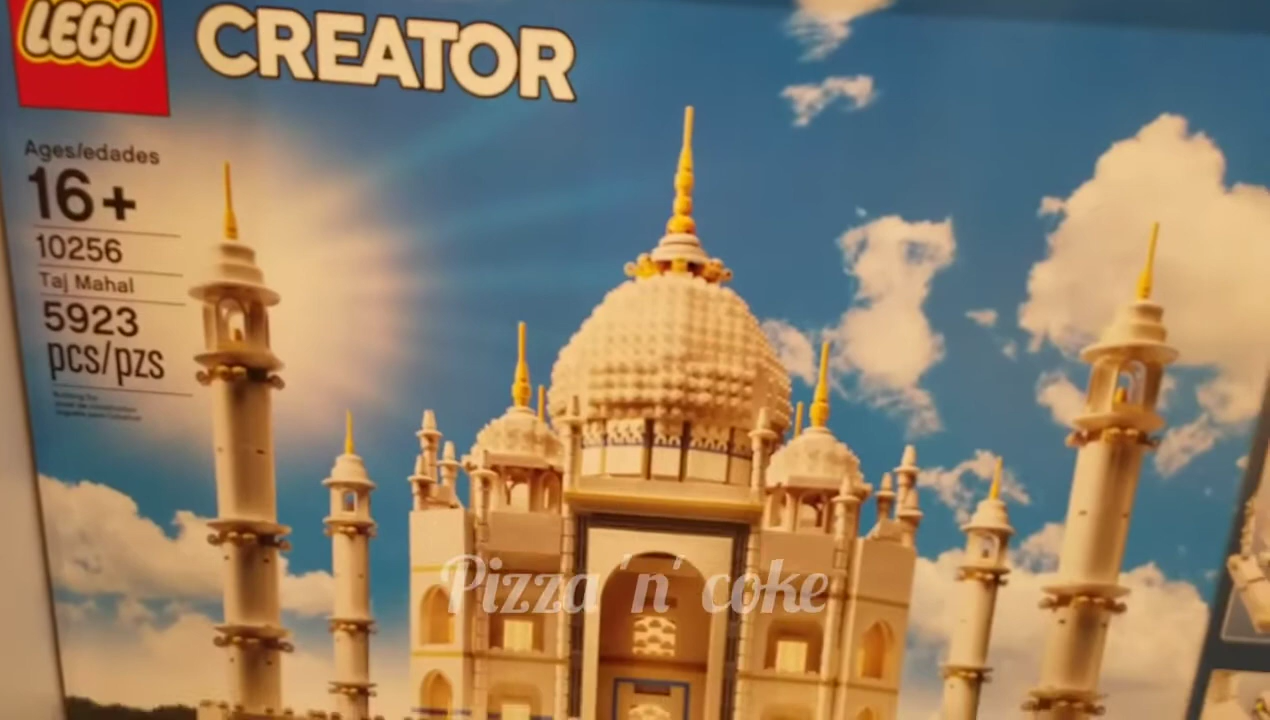 LEGO
CREATOR
Ages/edades
16+
10256
Taj Mahal
5923
pcs/pzs
Pizza 'n' coke